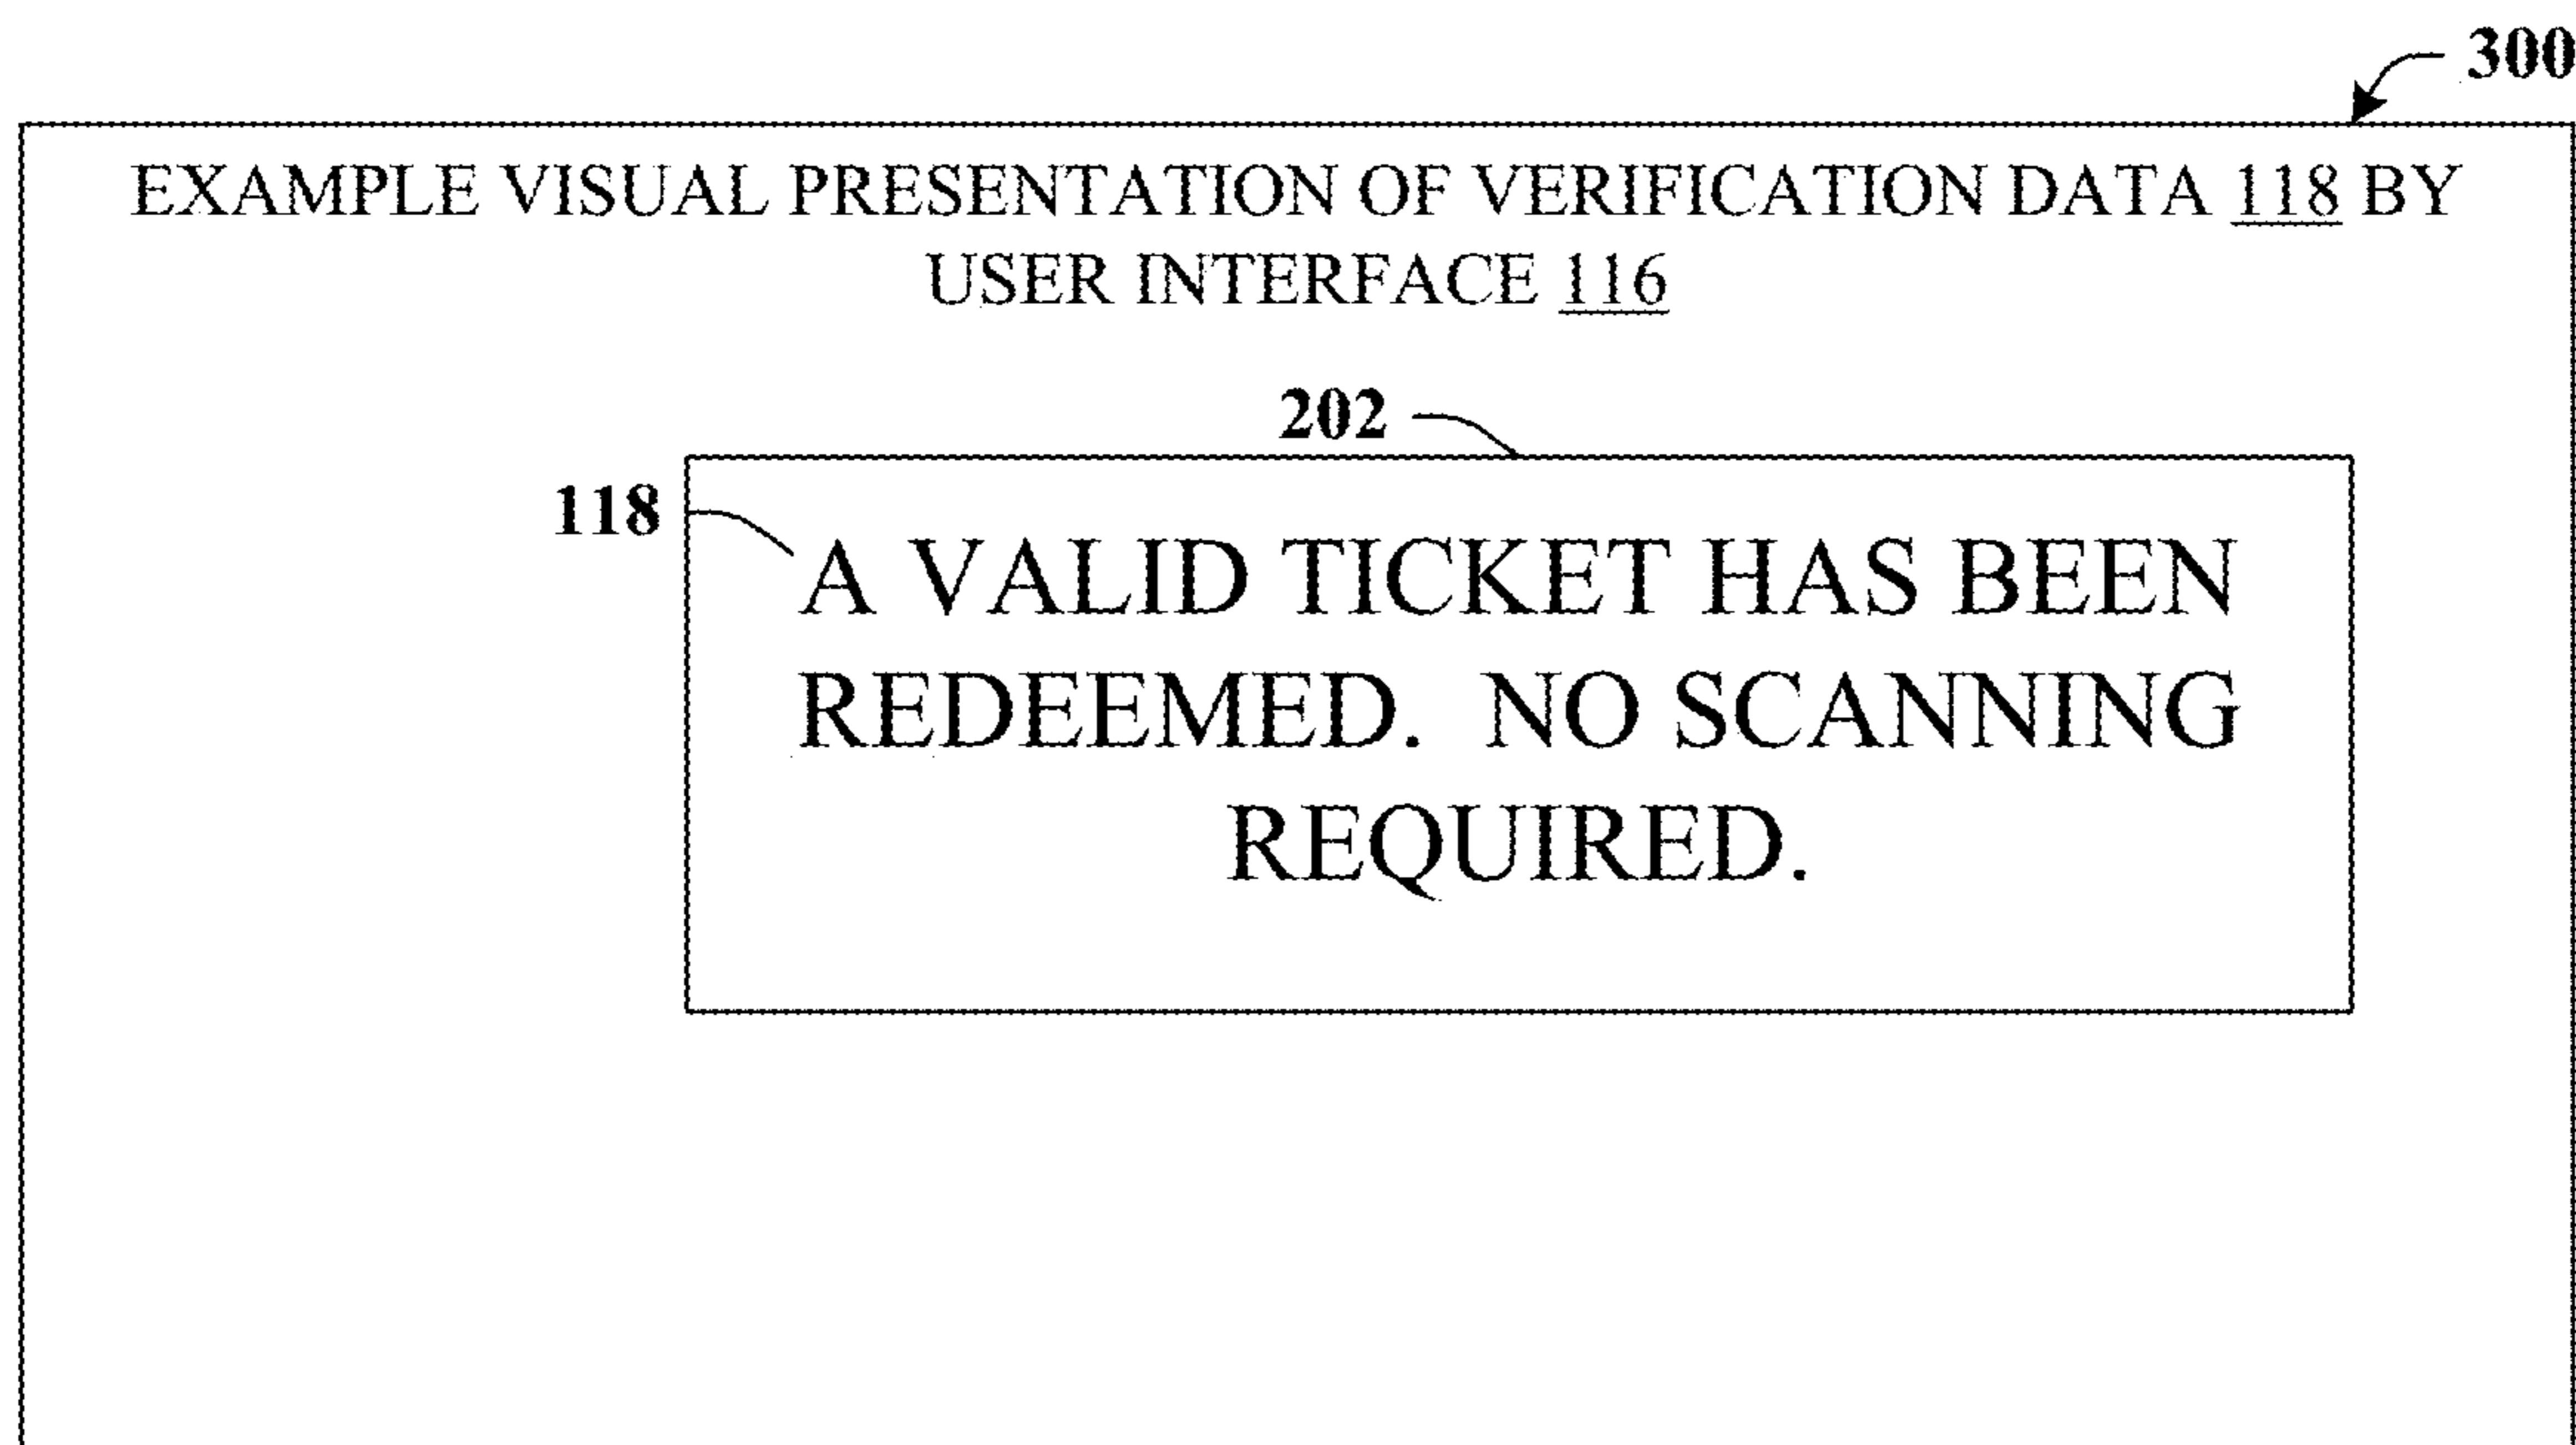 300
EXAMPLE VISUAL PRESENTATION OF VERIFICATION DATA 118 BY
USER INTERFACE 116
202
118
A VALID TICKET HAS BEEN
REDEEMED.  NO SCANNING
REQUIRED.